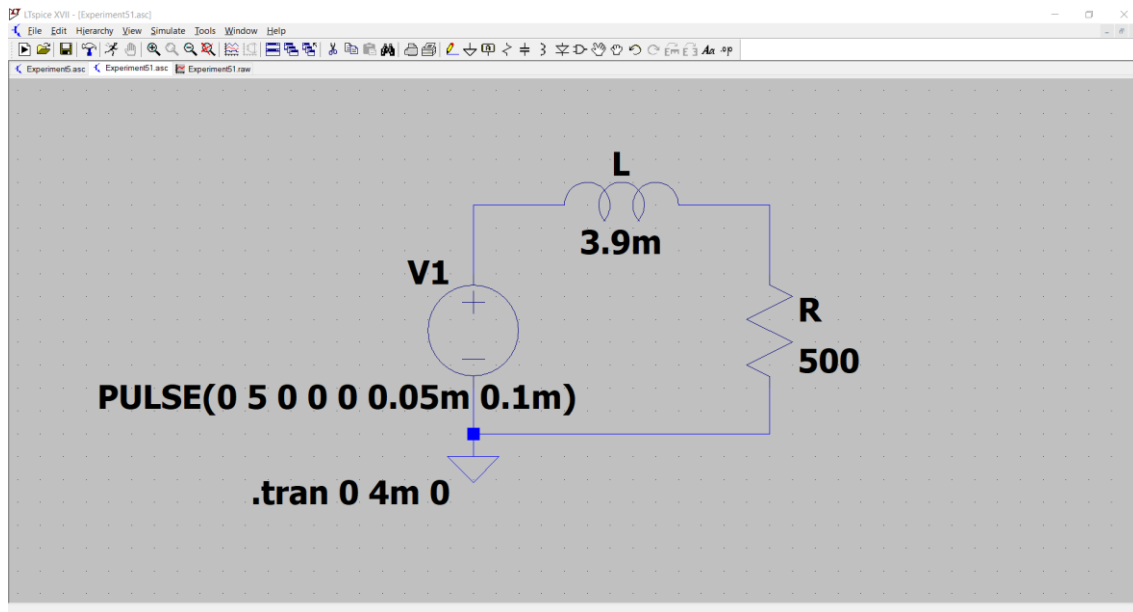 LTspice XVII - [Experiment51.asc]
File Edit Hierarchy View Simulate Tools Window Help
Experiment5.asc Experiment51.asc Experiment51.raw
L
3.9m
V1
R
500
PULSE(0 5 0 0 0 0.05m 0.1m)
.tran 0 4m 0